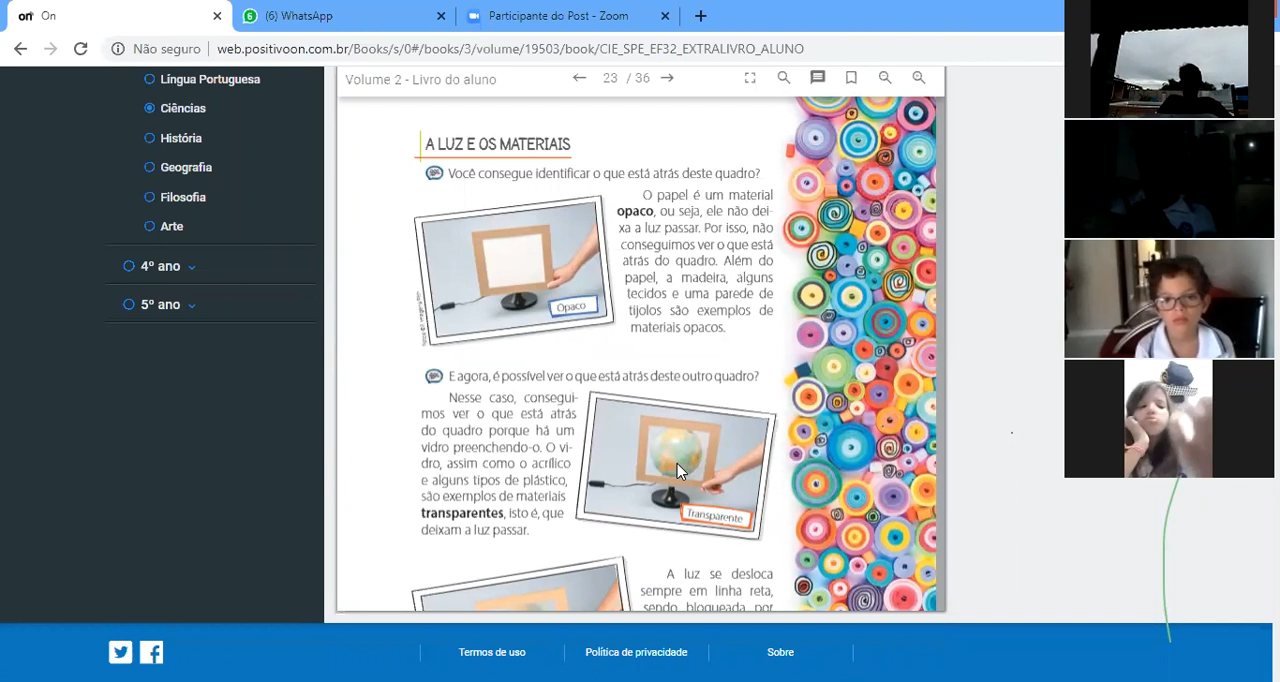 on On
(6) WhatsApp
Participante do Post - Zoom
Não seguro
web.positivoon.com.br/Books/s/0#/books/3/volume/19503/book/CIE_SPE_EF32_EXTRALIVRO_ALUNO
Língua Portuguesa
Ciências
História
Geografia
Filosofia
Arte
4º ano
5º ano
Volume 2 - Livro do aluno
23 / 36
A LUZ E OS MATERIAIS
Você consegue identificar o que está atrás deste quadro?
O papel é um material
opaco, ou seja, ele não dei-
xa a luz passar. Por isso, não
conseguimos ver o que está
atrás do quadro. Além do
papel, a madeira, alguns
tecidos e uma parede de
tijolos são exemplos de
materiais opacos.
Opaco
E agora, é possível ver o que está atrás deste outro quadro?
Nesse caso, consegui-
mos ver o que está atrás
do quadro porque há um
vidro preenchendo-o. O vi-
dro, assim como o acrílico
e alguns tipos de plástico,
são exemplos de materiais
transparentes, isto é, que
deixam a luz passar.
Transparente
A luz se desloca
sempre em linha reta,
sendo bloqueada por
Termos de uso
Política de privacidade
Sobre